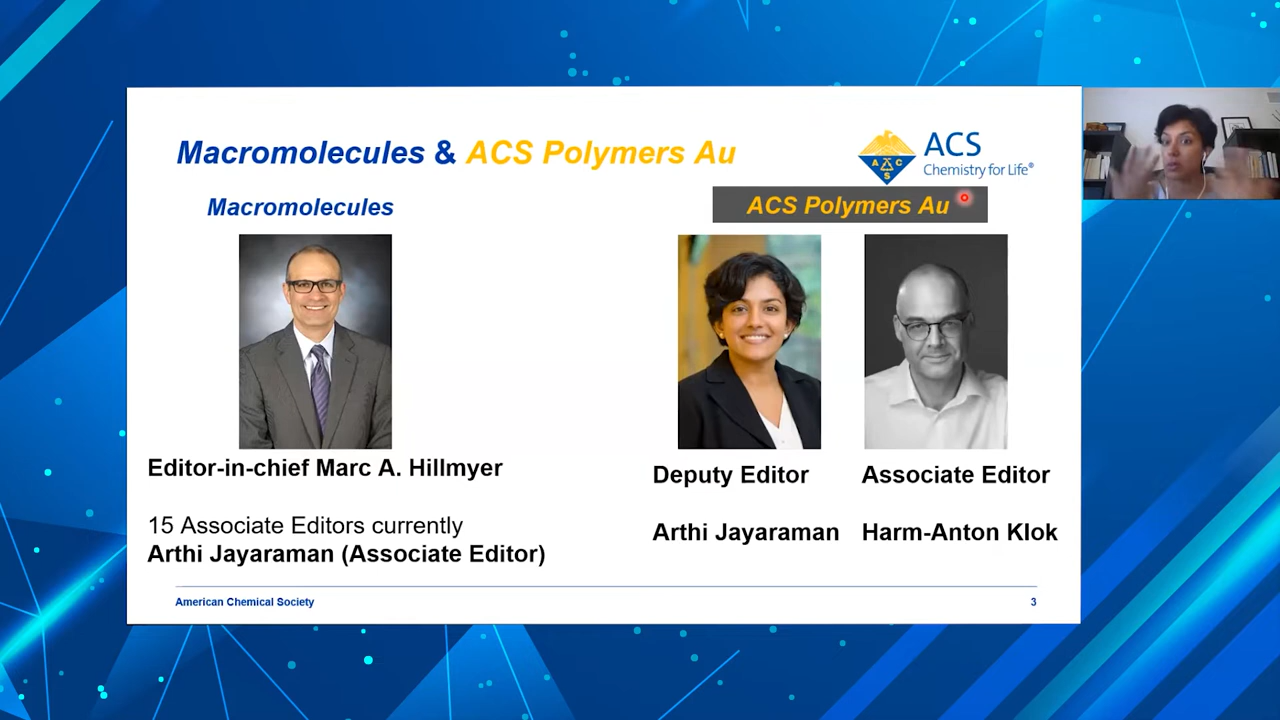 Macromolecules & ACS Polymers Au
A C S
S
ACS
Chemistry for Life®
Macromolecules
ACS Polymers Au
Editor-in-chief Marc A. Hillmyer
15 Associate Editors currently
Arthi Jayaraman (Associate Editor)
Deputy Editor
Arthi Jayaraman
Associate Editor
Harm-Anton Klok
American Chemical Society
3